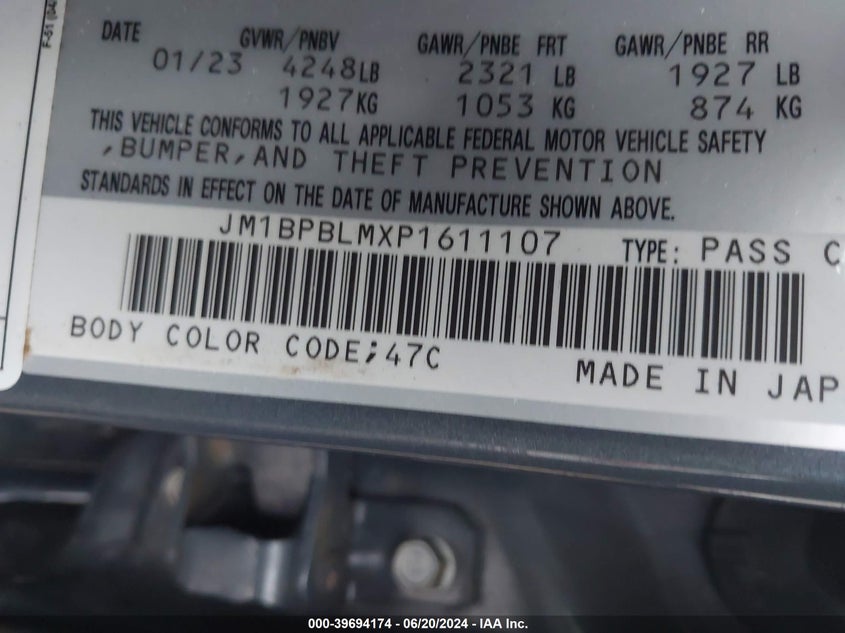 F-51 (04
DATE GVWR/PNBV GAWR/PNBE FRT GAWR/PNBE RR
01/23 4248LB 2321 LB 1927 LB
1927KG 1053 KG 874 KG
THIS VEHICLE CONFORMS TO ALL APPLICABLE FEDERAL MOTOR VEHICLE SAFETY
,BUMPER,AND THEFT PREVENTION
STANDARDS IN EFFECT ON THE DATE OF MANUFACTURE SHOWN ABOVE.
JM1BPBLMXP1611107 TYPE: PASS C
BODY COLOR CODE;47C
MADE IN JAP
000-39694174 / 06/20/2024 / IAA Inc.